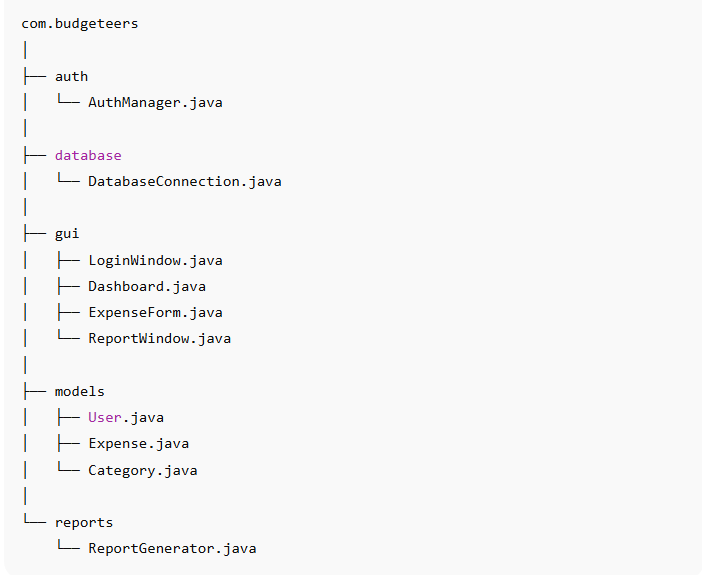 com.budgeteers
│
├── auth
│   └── AuthManager.java
│
├── database
│   └── DatabaseConnection.java
│
├── gui
│   ├── LoginWindow.java
│   ├── Dashboard.java
│   ├── ExpenseForm.java
│   └── ReportWindow.java
│
├── models
│   ├── User.java
│   ├── Expense.java
│   └── Category.java
│
└── reports
    └── ReportGenerator.java